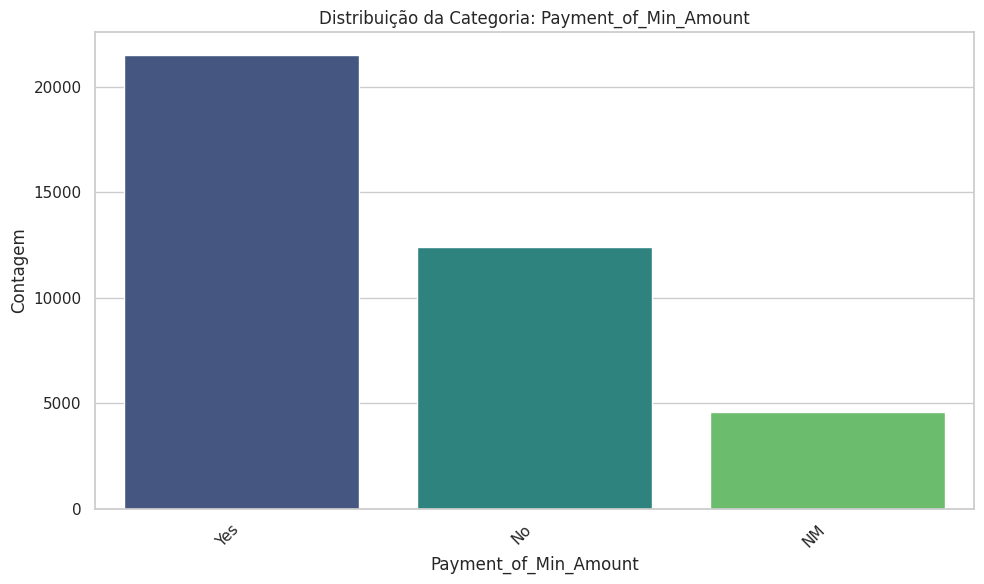 Distribuição da Categoria: Payment_of_Min_Amount
Contagem
20000
15000
10000
5000
0
Yes
No
NM
Payment_of_Min_Amount